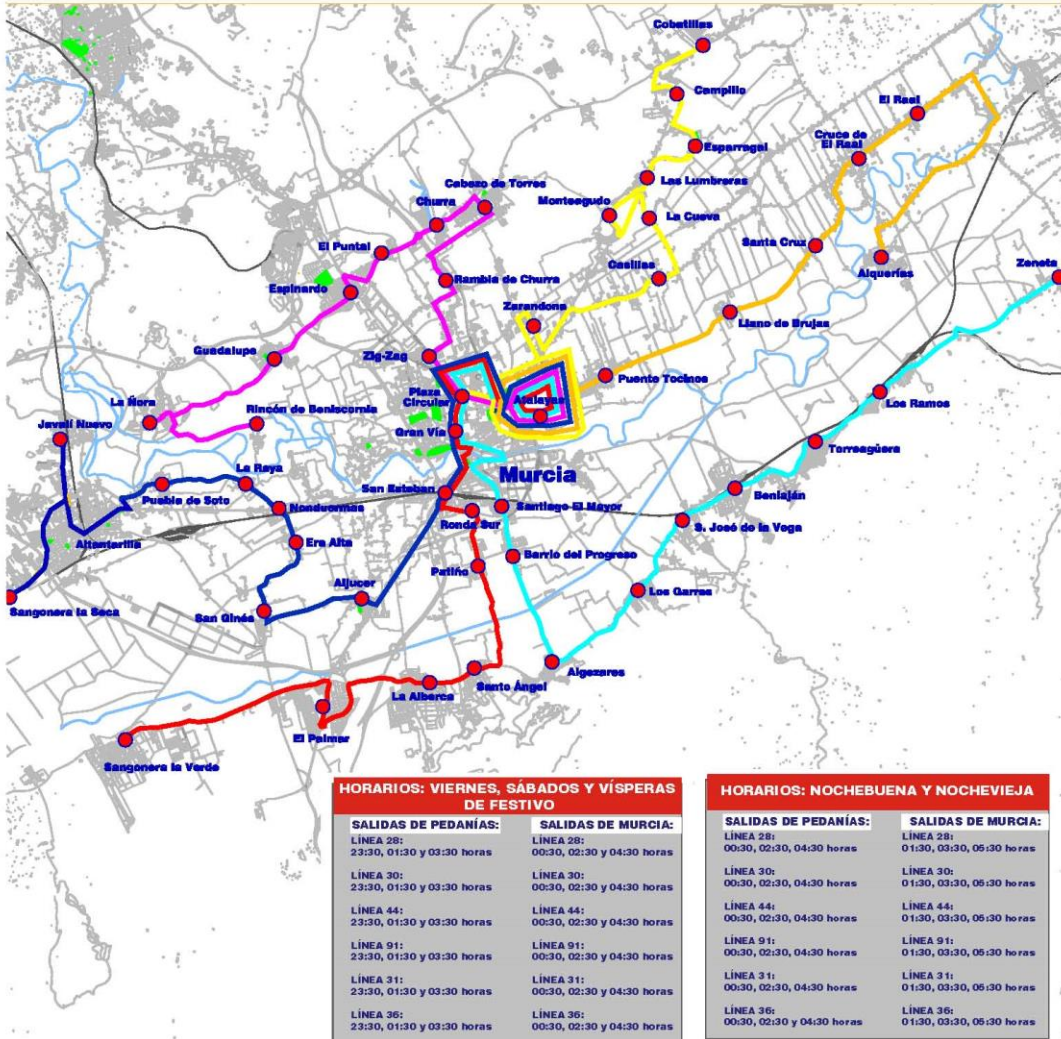 Cobatillas
Campillo
El Raal
Cruce de
El Raal
Esparragal
Las Lumbreras
Cabezo de Torres
Monteagudo
La Cueva
Churra
Santa Cruz
El Puntal
Alquerías
Zeneta
Casillas
Rambla de Churra
Espinardo
Zarandona
Llano de Brujas
Guadalupe
Zig-Zag
Puente Tocinos
Plaza
Circular
Atalayas
Los Ramos
La Ñora
Rincón de Beniscornia
Javalí Nuevo
Gran Vía
Torreagüera
Murcia
La Raya
Puebla de Soto
San Esteban
Beniaján
Nonduermas
Santiago El Mayor
Ronda Sur
S. José de la Vega
Alcantarilla
Era Alta
Barrio del Progreso
Patiño
Aljucer
Los Garres
Sangonera la Seca
San Ginés
Algezares
Santo Ángel
La Alberca
El Palmar
Sangonera la Verde
HORARIOS: VIERNES, SÁBADOS Y VÍSPERAS
DE FESTIVO
SALIDAS DE PEDANÍAS:
LÍNEA 28:
23:30, 01:30 y 03:30 horas
LÍNEA 30:
23:30, 01:30 y 03:30 horas
LÍNEA 44:
23:30, 01:30 y 03:30 horas
LÍNEA 91:
23:30, 01:30 y 03:30 horas
LÍNEA 31:
23:30, 01:30 y 03:30 horas
LÍNEA 36:
23:30, 01:30 y 03:30 horas
SALIDAS DE MURCIA:
LÍNEA 28:
00:30, 02:30 y 04:30 horas
LÍNEA 30:
00:30, 02:30 y 04:30 horas
LÍNEA 44:
00:30, 02:30 y 04:30 horas
LÍNEA 91:
00:30, 02:30 y 04:30 horas
LÍNEA 31:
00:30, 02:30 y 04:30 horas
LÍNEA 36:
00:30, 02:30 y 04:30 horas
HORARIOS: NOCHEBUENA Y NOCHEVIEJA
SALIDAS DE PEDANÍAS:
LÍNEA 28:
00:30, 02:30, 04:30 horas
LÍNEA 30:
00:30, 02:30, 04:30 horas
LÍNEA 44:
00:30, 02:30, 04:30 horas
LÍNEA 91:
00:30, 02:30, 04:30 horas
LÍNEA 31:
00:30, 02:30, 04:30 horas
LÍNEA 36:
00:30, 02:30 y 04:30 horas
SALIDAS DE MURCIA:
LÍNEA 28:
01:30, 03:30, 05:30 horas
LÍNEA 30:
01:30, 03:30, 05:30 horas
LÍNEA 44:
01:30, 03:30, 05:30 horas
LÍNEA 91:
01:30, 03:30, 05:30 horas
LÍNEA 31:
01:30, 03:30, 05:30 horas
LÍNEA 36:
01:30, 03:30, 05:30 horas